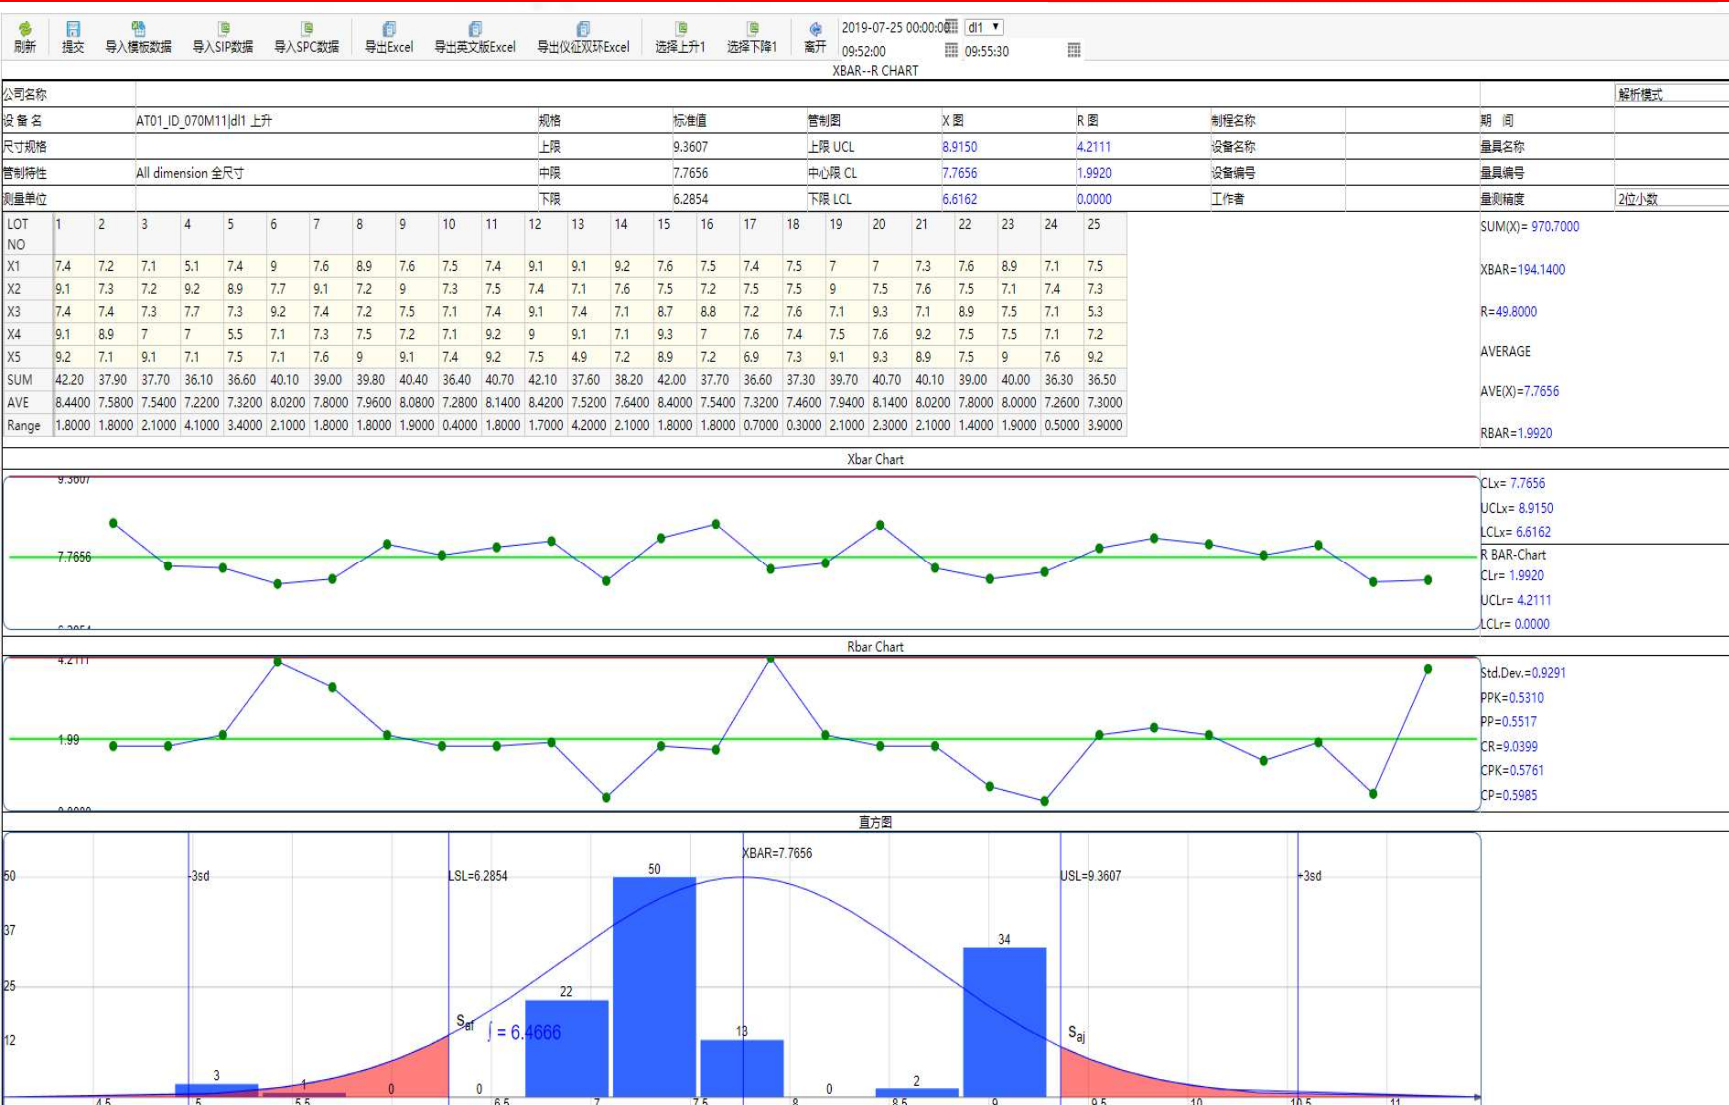 刷新 提交 导入模板数据 导入SIP数据 导入SPC数据 导出Excel 导出英文版Excel 导出仪征双环Excel 选择上升1 选择下降1 离开 2019-07-25 00:00:00 dl1
09:52:00 09:55:30
XBAR--R CHART
公司名称 解析模式
设 备 名 AT01_ID_070M11|dl1 上升 规格 标准值 管制图 X 图 R 图 制程名称 期 间
尺寸规格 上限 9.3607 上限 UCL 8.9150 4.2111 设备名称 量具名称
管制特性 All dimension 全尺寸 中限 7.7656 中心限 CL 7.7656 1.9920 设备编号 量具编号
测量单位 下限 6.2854 下限 LCL 6.6162 0.0000 工作者 量测精度 2位小数
LOT NO 1 2 3 4 5 6 7 8 9 10 11 12 13 14 15 16 17 18 19 20 21 22 23 24 25
X1 7.4 7.2 7.1 5.1 7.4 9 7.6 8.9 7.6 7.5 7.4 9.1 9.1 9.2 7.6 7.5 7.4 7.5 7 7 7.3 7.6 8.9 7.1 7.5
X2 9.1 7.3 7.2 9.2 8.9 7.7 9.1 7.2 9 7.3 7.5 7.4 7.1 7.6 7.5 7.2 7.5 7.5 9 7.5 7.6 7.5 7.1 7.4 7.3
X3 7.4 7.4 7.3 7.7 7.3 9.2 7.4 7.2 7.5 7.1 7.4 9.1 7.4 7.1 8.7 8.8 7.2 7.6 7.1 9.3 7.1 8.9 7.5 7.1 5.3
X4 9.1 8.9 7 7 5.5 7.1 7.3 7.5 7.2 7.1 9.2 9 9.1 7.1 9.3 7 7.6 7.4 7.5 7.6 9.2 7.5 7.5 7.1 7.2
X5 9.2 7.1 9.1 7.1 7.5 7.1 7.6 9 9.1 7.4 9.2 7.5 4.9 7.2 8.9 7.2 6.9 7.3 9.1 9.3 8.9 7.5 9 7.6 9.2
SUM 42.20 37.90 37.70 36.10 36.60 40.10 39.00 39.80 40.40 36.40 40.70 42.10 37.60 38.20 42.00 37.70 36.60 37.30 39.70 40.70 40.10 39.00 40.00 36.30 36.50
AVE 8.4400 7.5800 7.5400 7.2200 7.3200 8.0200 7.8000 7.9600 8.0800 7.2800 8.1400 8.4200 7.5200 7.6400 8.4000 7.5400 7.3200 7.4600 7.9400 8.1400 8.0200 7.8000 8.0000 7.2600 7.3000
Range 1.8000 1.8000 2.1000 4.1000 3.4000 2.1000 1.8000 1.8000 1.9000 0.4000 1.8000 1.7000 4.2000 2.1000 1.8000 1.8000 0.7000 0.3000 2.1000 2.3000 2.1000 1.4000 1.9000 0.5000 3.9000
SUM(X)= 970.7000
XBAR=194.1400
R=49.8000
AVERAGE
AVE(X)=7.7656
RBAR=1.9920
Xbar Chart
9.3607
7.7656
6.2854
CLx= 7.7656
UCLx= 8.9150
LCLx= 6.6162
R BAR-Chart
CLr= 1.9920
UCLr= 4.2111
LCLr= 0.0000
Rbar Chart
4.2111
1.99
0.0000
Std.Dev.=0.9291
PPK=0.5310
PP=0.5517
CR=9.0399
CPK=0.5761
CP=0.5985
直方图
XBAR=7.7656
50 -3sd LSL=6.2854 50 USL=9.3607 +3sd
37 34
25 22
12 Saf ∫ = 6.4666 13 Saj
3 1 0 0 0 2
4.5 5 5.5 6.5 7 7.5 8 8.5 9 9.5 10 10.5 11